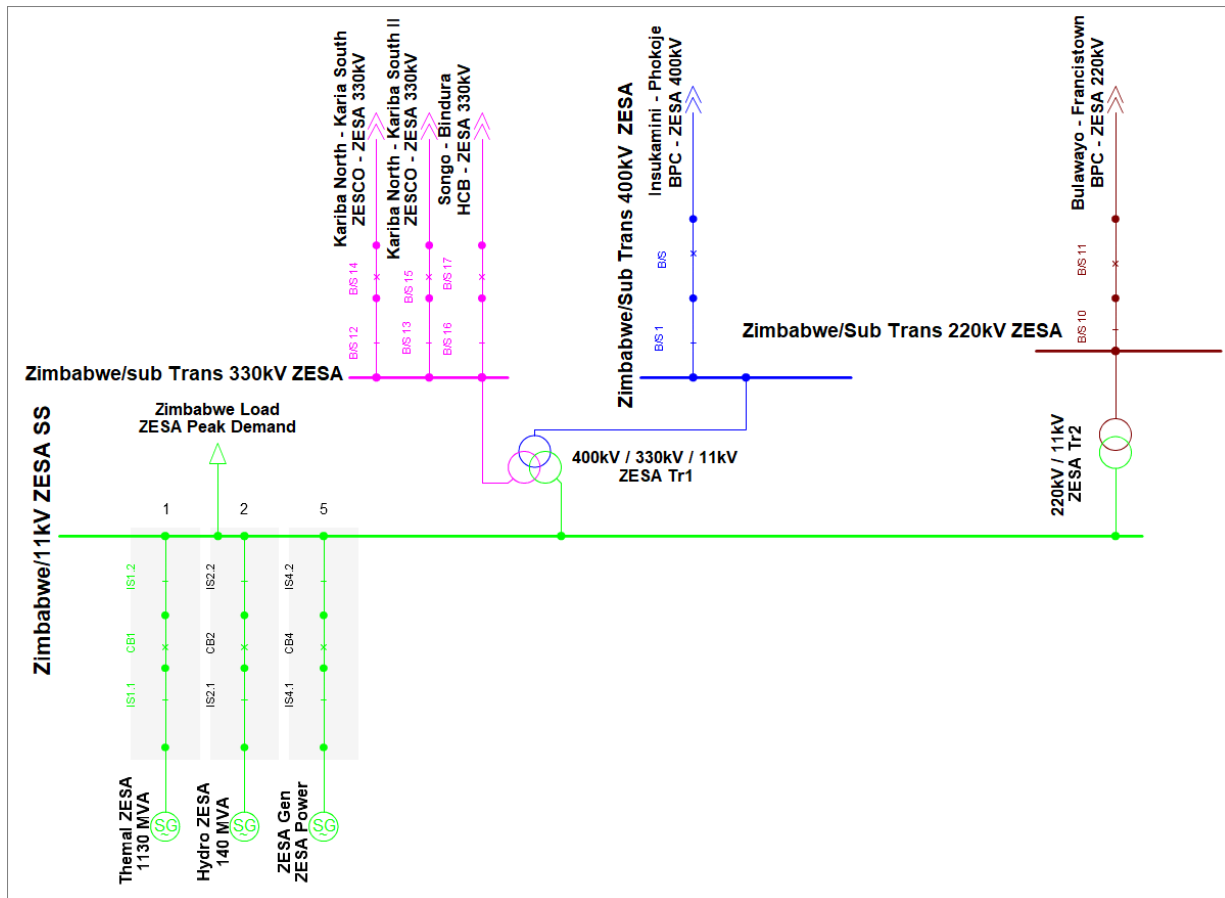 Kariba North - Karia South
ZESCO - ZESA 330kV
Kariba North - Kariba South II
ZESCO - ZESA 330kV
Songo - Bindura
HCB - ZESA 330kV
Insukamini - Phokoje
BPC - ZESA 400kV
Bulawayo - Francistown
BPC - ZESA 220kV
B/S 14
B/S 15
B/S 17
B/S
B/S 11
B/S 12
B/S 13
B/S 16
B/S 1
B/S 10
Zimbabwe/sub Trans 330kV ZESA
Zimbabwe/Sub Trans 400kV ZESA
Zimbabwe/Sub Trans 220kV ZESA
Zimbabwe Load
ZESA Peak Demand
400kV / 330kV / 11kV
ZESA Tr1
220kV / 11kV
ZESA Tr2
Zimbabwe/11kV ZESA SS
1
2
5
IS1.2
IS2.2
IS4.2
CB1
CB2
CB4
IS1.1
IS2.1
IS4.1
Themal ZESA
1130 MVA
Hydro ZESA
140 MVA
ZESA Gen
ZESA Power
SG
~
SG
~
SG
~